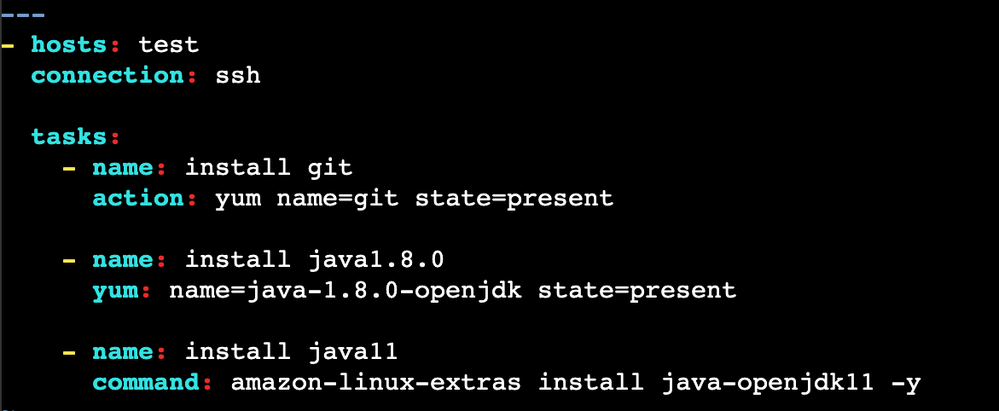 ---
- hosts: test
  connection: ssh

  tasks:
    - name: install git
      action: yum name=git state=present

    - name: install java1.8.0
      yum: name=java-1.8.0-openjdk state=present

    - name: install java11
      command: amazon-linux-extras install java-openjdk11 -y